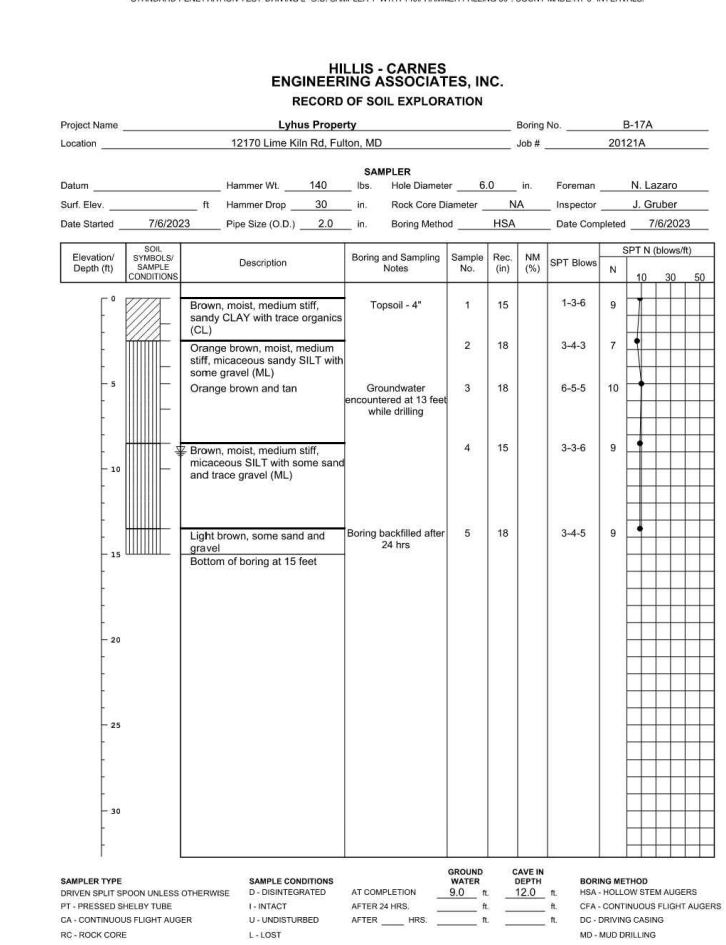 HILLIS - CARNES
ENGINEERING ASSOCIATES, INC.
RECORD OF SOIL EXPLORATION
Project Name Lyhus Property Boring No. B-17A
Location 12170 Lime Kiln Rd, Fulton, MD Job # 20121A
SAMPLER
Datum Hammer Wt. 140 lbs. Hole Diameter 6.0 in. Foreman N. Lazaro
Surf. Elev. ft Hammer Drop 30 in. Rock Core Diameter NA Inspector J. Gruber
Date Started 7/6/2023 Pipe Size (O.D.) 2.0 in. Boring Method HSA Date Completed 7/6/2023
Elevation/
Depth (ft)
SOIL
SYMBOLS/
SAMPLE
CONDITIONS
Description
Boring and Sampling
Notes
Sample
No.
Rec.
(in)
NM
(%)
SPT Blows
SPT N (blows/ft)
N
10 30 50
0
Brown, moist, medium stiff,
sandy CLAY with trace organics
(CL)
Topsoil - 4"
1 15 1-3-6 9
Orange brown, moist, medium
stiff, micaceous sandy SILT with
some gravel (ML)
2 18 3-4-3 7
5
Orange brown and tan
Groundwater
encountered at 13 feet
while drilling
3 18 6-5-5 10
Brown, moist, medium stiff,
micaceous SILT with some sand
and trace gravel (ML)
4 15 3-3-6 9
10
Light brown, some sand and
gravel
Boring backfilled after
24 hrs
5 18 3-4-5 9
15
Bottom of boring at 15 feet
20
25
30
SAMPLER TYPE
DRIVEN SPLIT SPOON UNLESS OTHERWISE
PT - PRESSED SHELBY TUBE
CA - CONTINUOUS FLIGHT AUGER
RC - ROCK CORE
SAMPLE CONDITIONS
D - DISINTEGRATED
I - INTACT
U - UNDISTURBED
L - LOST
GROUND
WATER
CAVE IN
DEPTH
AT COMPLETION 9.0 ft. 12.0 ft.
AFTER 24 HRS. ft. ft.
AFTER HRS. ft. ft.
BORING METHOD
HSA - HOLLOW STEM AUGERS
CFA - CONTINUOUS FLIGHT AUGERS
DC - DRIVING CASING
MD - MUD DRILLING